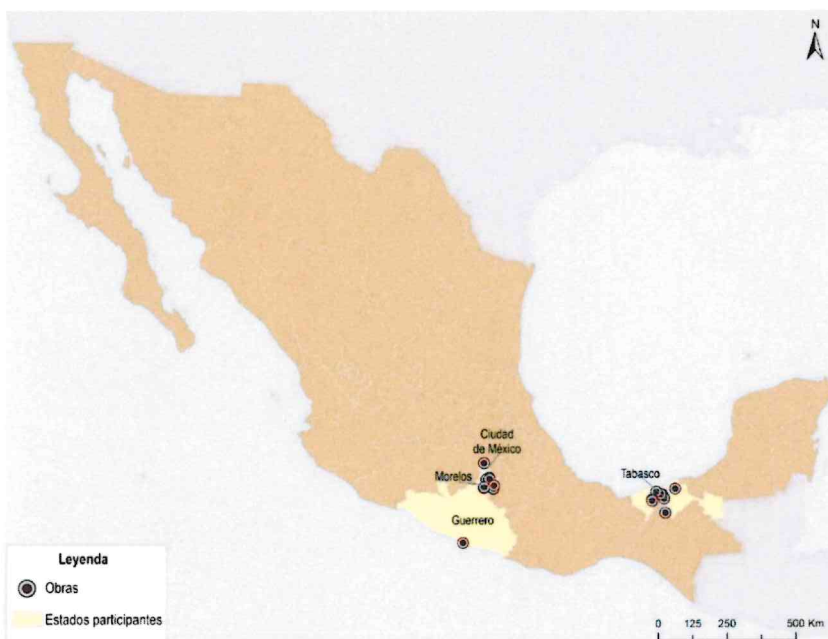 N
Ciudad
de México
Morelos
Tabasco
Guerrero
Leyenda
Obras
Estados participantes
0 125 250 500 Km